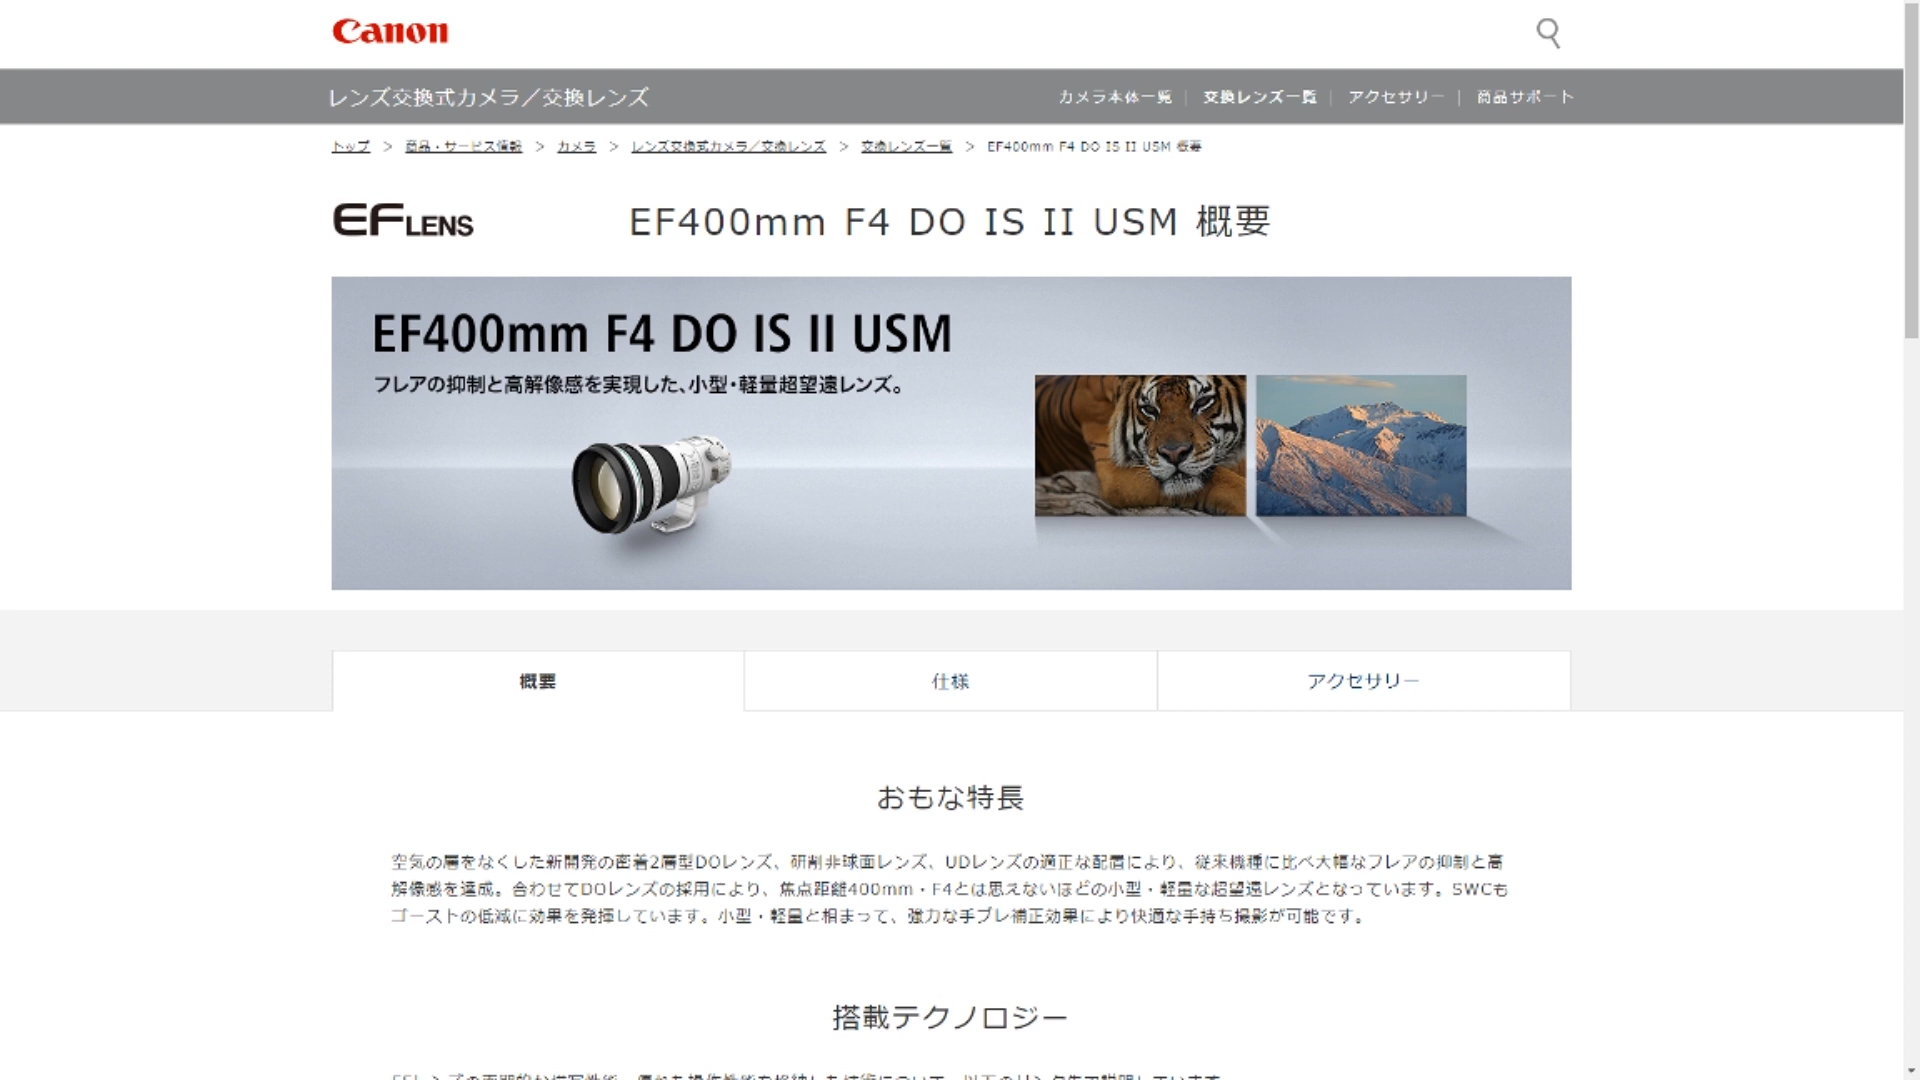 Canon
レンズ交換式カメラ／交換レンズ
カメラ本体一覧 | 交換レンズ一覧 | アクセサリー | 商品サポート
トップ > 商品・サービス情報 > カメラ > レンズ交換式カメラ／交換レンズ > 交換レンズ一覧 > EF400mm F4 DO IS II USM 概要
EF LENS
EF400mm F4 DO IS II USM 概要
EF400mm F4 DO IS II USM
フレアの抑制と高解像感を実現した、小型・軽量超望遠レンズ。
概要
仕様
アクセサリー
おもな特長
空気の層をなくした新開発の密着2層型DOレンズ、研削非球面レンズ、UDレンズの適正な配置により、従来機種に比べ大幅なフレアの抑制と高
解像感を達成。合わせてDOレンズの採用により、焦点距離400mm・F4とは思えないほどの小型・軽量な超望遠レンズとなっています。SWCも
ゴーストの低減に効果を発揮しています。小型・軽量と相まって、強力な手ブレ補正効果により快適な手持ち撮影が可能です。
搭載テクノロジー